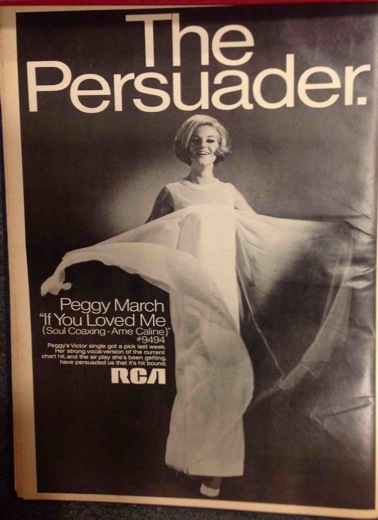 The
Persuader.
Peggy March
"If You Loved Me
(Soul Coaxing-Ame Caline)"
#9494
Peggy's Victor single got a pick last week.
Her strong vocal version of the current
chart hit, and the air play she's been getting,
have persuaded us that it's hit bound.
RCA